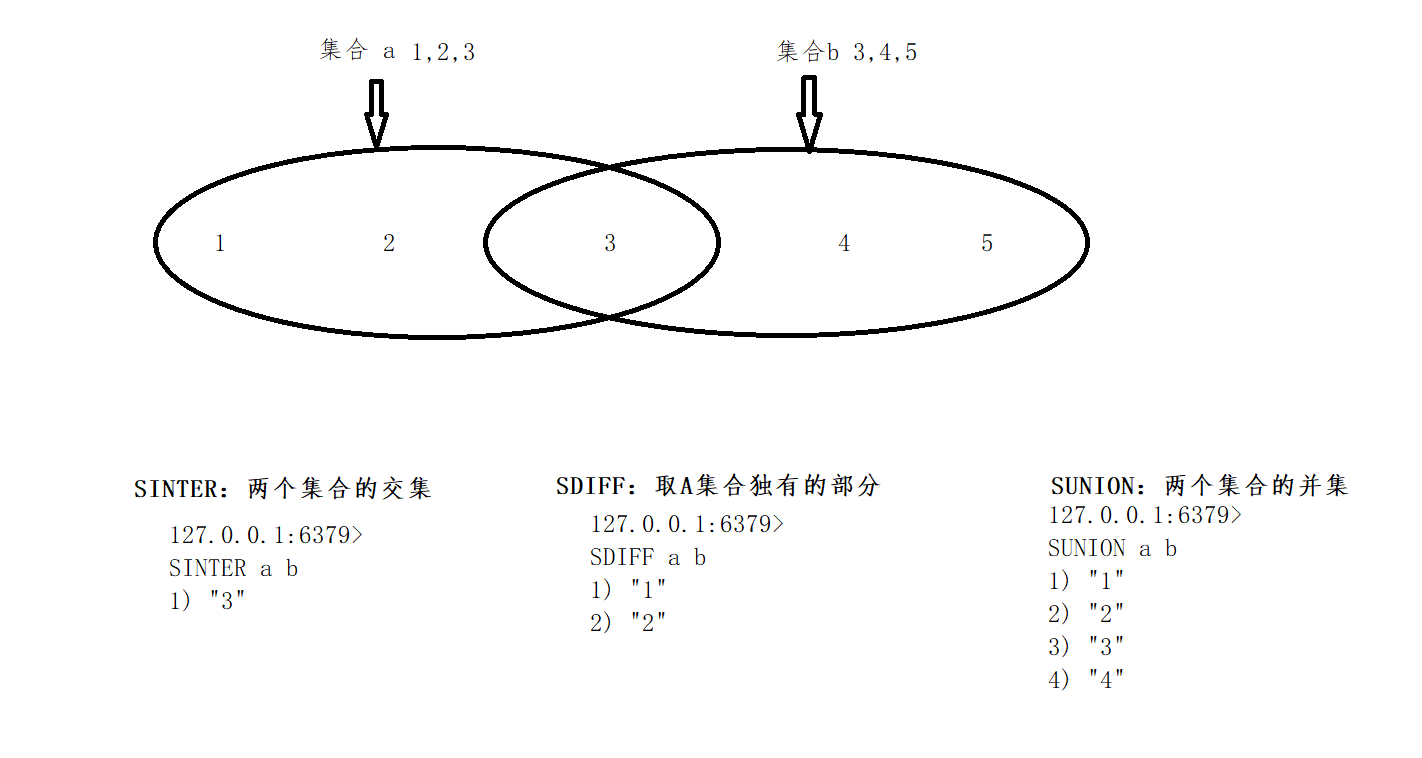 集合 a 1,2,3
集合b 3,4,5
1
2
3
4
5
SINTER：两个集合的交集
127.0.0.1:6379>
SINTER a b
1) "3"
SDIFF：取A集合独有的部分
127.0.0.1:6379>
SDIFF a b
1) "1"
2) "2"
SUNION：两个集合的并集
127.0.0.1:6379>
SUNION a b
1) "1"
2) "2"
3) "3"
4) "4"